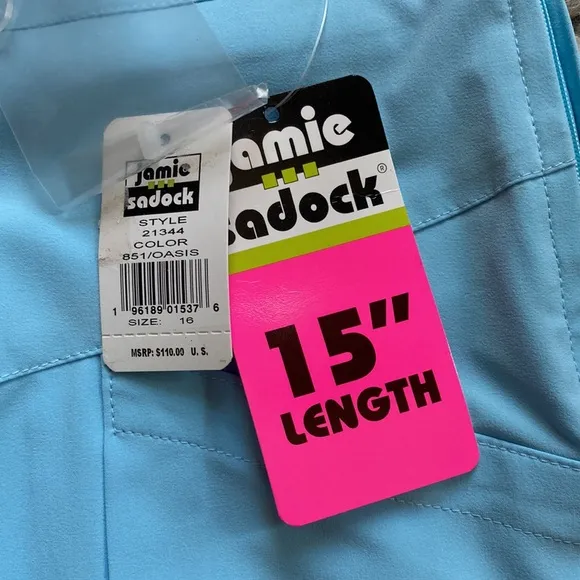 jamie
sadock
STYLE
21344
COLOR
851/OASIS
1 96189 01537 6
SIZE: 16
MSRP: $110.00 U. S.
jamie
sadock®
15"
LENGTH